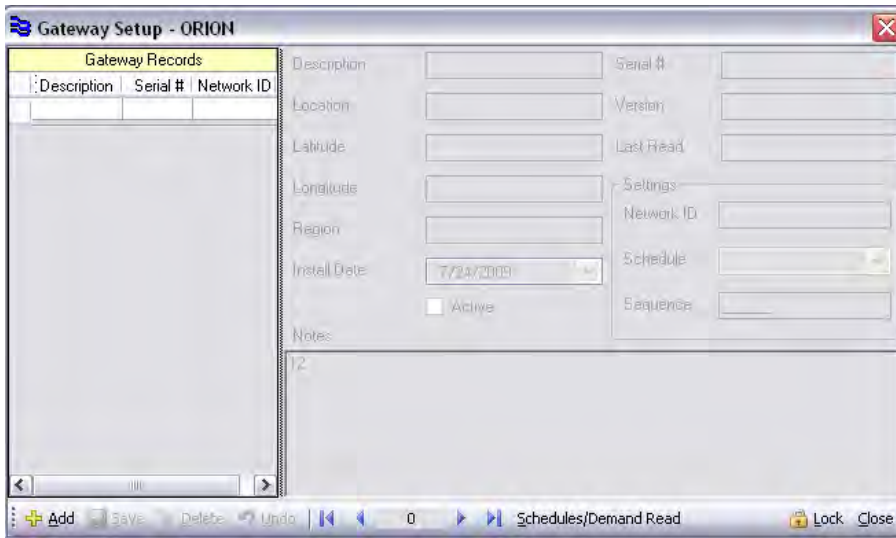 Gateway Setup - ORION
Gateway Records
Description Serial # Network ID
Description
Location
Latitude
Longitude
Region
Install Date 7/24/2009
Active
Notes
Serial #
Version
Last Read
Settings
Network ID
Schedule
Sequence
12
Add Save Delete Undo 0 Schedules/Demand Read Lock Close